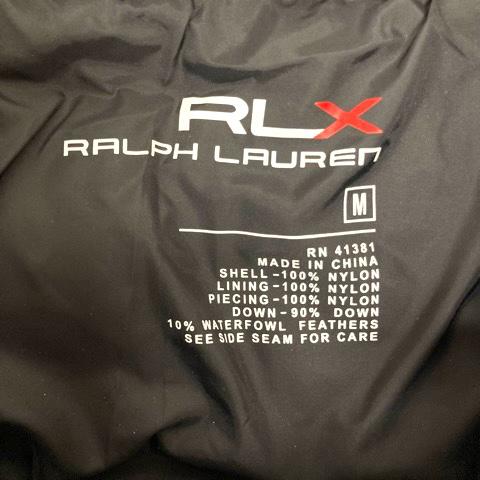 RLX
RALPH LAUREN
M
RN 41381
MADE IN CHINA
SHELL-100% NYLON
LINING-100% NYLON
PIECING-100% NYLON
DOWN-90% DOWN
10% WATERFOWL FEATHERS
SEE SIDE SEAM FOR CARE